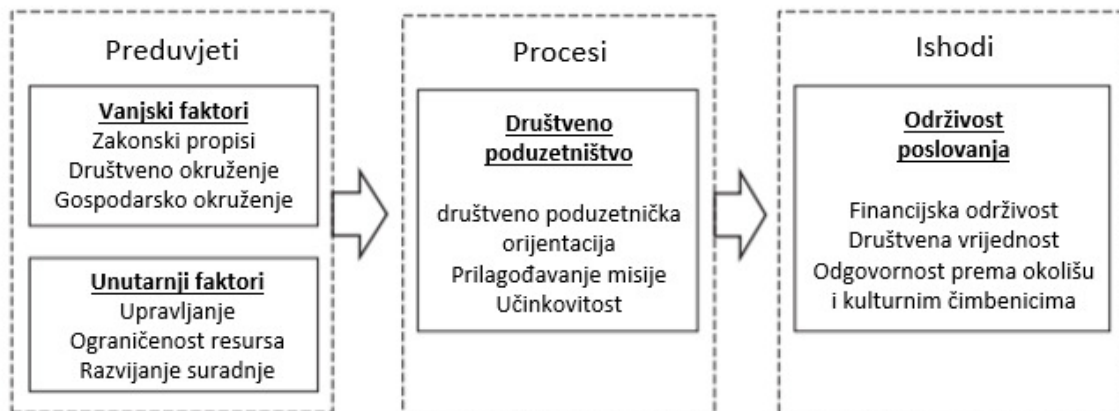 Preduvjeti
Vanjski faktori
Zakonski propisi
Društveno okruženje
Gospodarsko okruženje
Unutarnji faktori
Upravljanje
Ograničenost resursa
Razvijanje suradnje
Procesi
Društveno
poduzetništvo
društveno poduzetnička
orijentacija
Prilagođavanje misije
Učinkovitost
Ishodi
Održivost
poslovanja
Financijska održivost
Društvena vrijednost
Odgovornost prema okolišu
i kulturnim čimbenicima